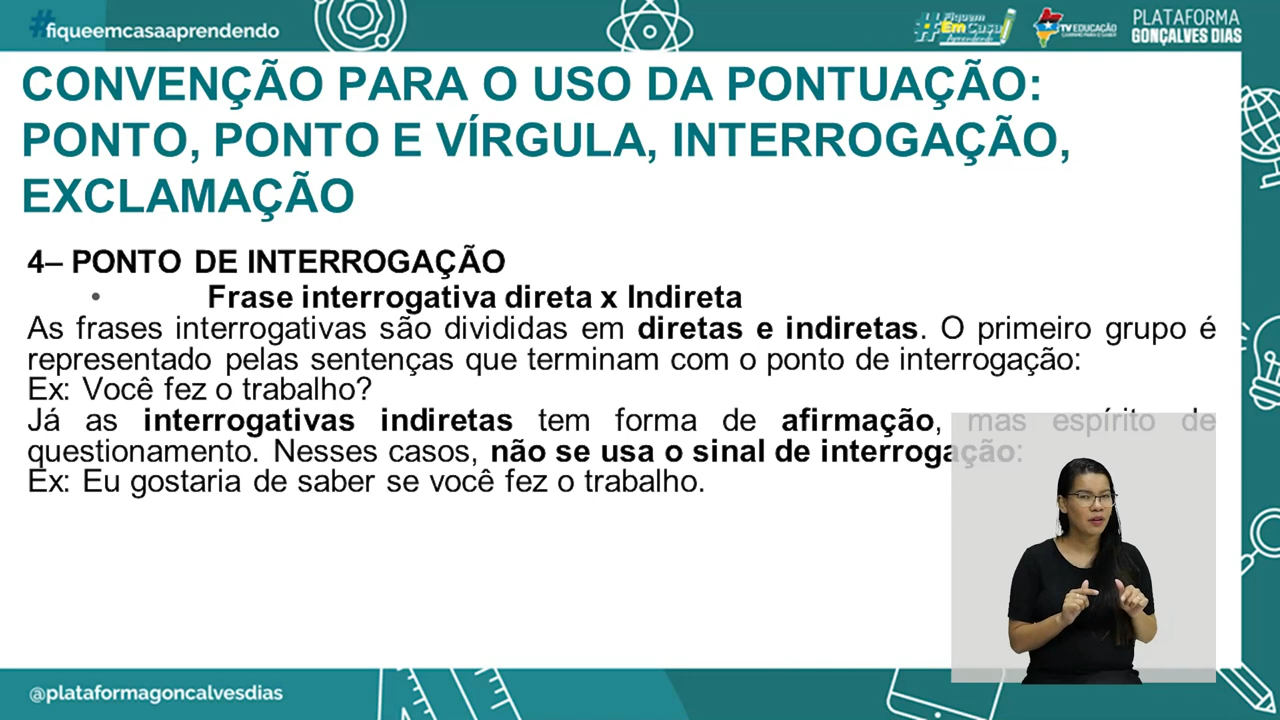 #fiqueemcasaaprendendo
#Fiquem
Em Casa
Aprendendo
TV EDUCAÇÃO
PLATAFORMA
GONÇALVES DIAS
CONVENÇÃO PARA O USO DA PONTUAÇÃO:
PONTO, PONTO E VÍRGULA, INTERROGAÇÃO,
EXCLAMAÇÃO
4– PONTO DE INTERROGAÇÃO
• Frase interrogativa direta x Indireta
As frases interrogativas são divididas em diretas e indiretas. O primeiro grupo é
representado pelas sentenças que terminam com o ponto de interrogação:
Ex: Você fez o trabalho?
Já as interrogativas indiretas tem forma de afirmação, mas espírito de
questionamento. Nesses casos, não se usa o sinal de interrogação:
Ex: Eu gostaria de saber se você fez o trabalho.
@plataformagoncalvesdias